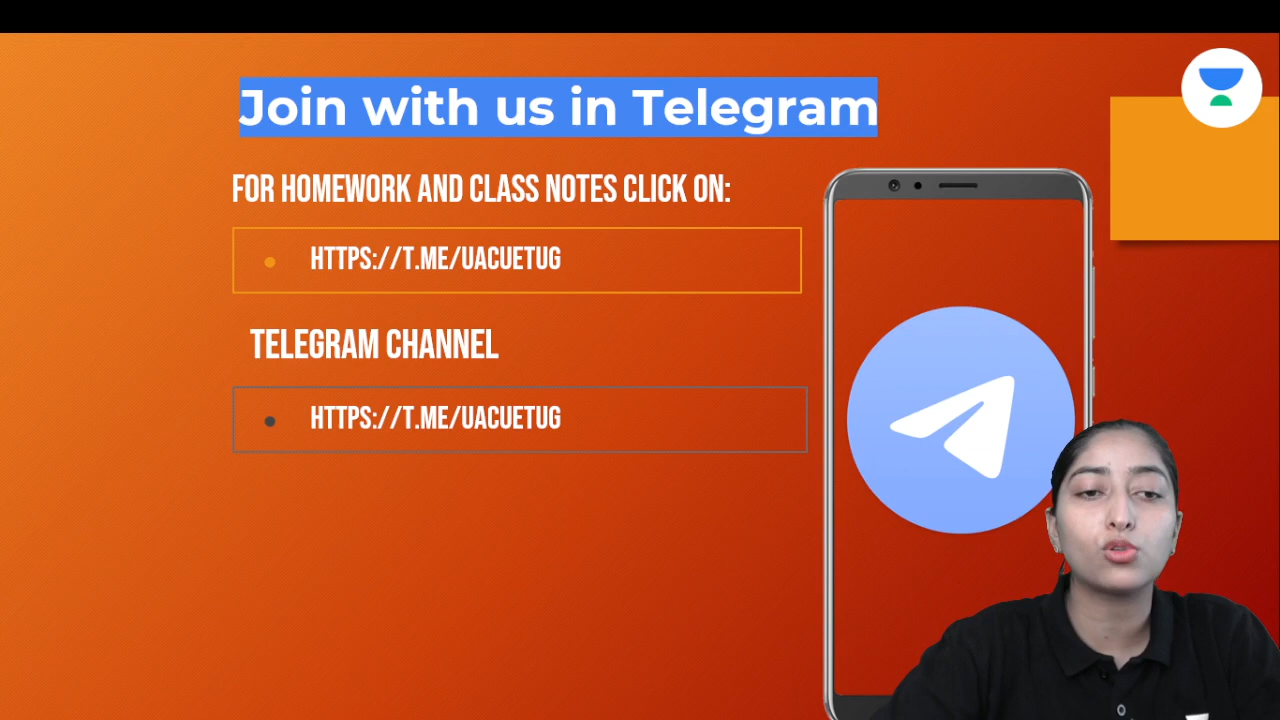 Join with us in Telegram
FOR HOMEWORK AND CLASS NOTES CLICK ON:
HTTPS://T.ME/UACUETUG
TELEGRAM CHANNEL
HTTPS://T.ME/UACUETUG